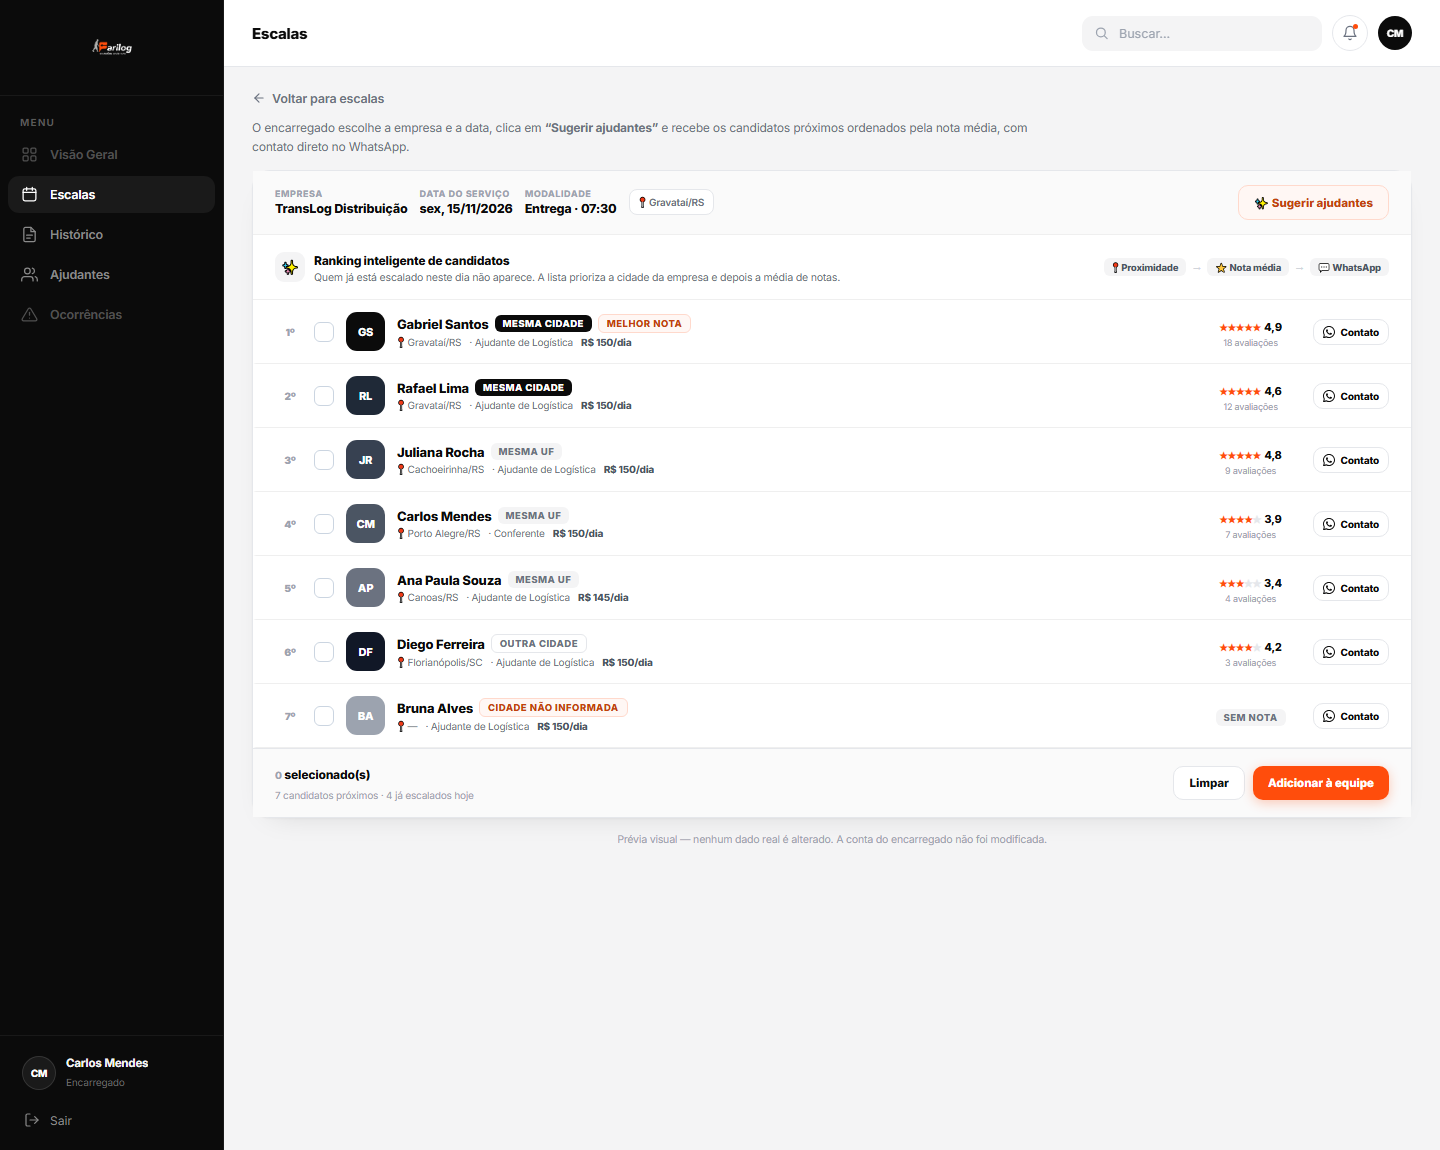 Farilog
Escalas
Buscar...
CM
MENU
Visão Geral
Escalas
Histórico
Ajudantes
Ocorrências
Voltar para escalas
O encarregado escolhe a empresa e a data, clica em “Sugerir ajudantes” e recebe os candidatos próximos ordenados pela nota média, com
contato direto no WhatsApp.
EMPRESA DATA DO SERVIÇO MODALIDADE
TransLog Distribuição sex, 15/11/2026 Entrega · 07:30 Gravataí/RS
Sugerir ajudantes
Ranking inteligente de candidatos
Quem já está escalado neste dia não aparece. A lista prioriza a cidade da empresa e depois a média de notas.
Proximidade → Nota média → WhatsApp
1º GS Gabriel Santos MESMA CIDADE MELHOR NOTA
Gravataí/RS · Ajudante de Logística R$ 150/dia
★★★★★ 4,9
18 avaliações
Contato
2º RL Rafael Lima MESMA CIDADE
Gravataí/RS · Ajudante de Logística R$ 150/dia
★★★★★ 4,6
12 avaliações
Contato
3º JR Juliana Rocha MESMA UF
Cachoeirinha/RS · Ajudante de Logística R$ 150/dia
★★★★★ 4,8
9 avaliações
Contato
4º CM Carlos Mendes MESMA UF
Porto Alegre/RS · Conferente R$ 150/dia
★★★★★ 3,9
7 avaliações
Contato
5º AP Ana Paula Souza MESMA UF
Canoas/RS · Ajudante de Logística R$ 145/dia
★★★★★ 3,4
4 avaliações
Contato
6º DF Diego Ferreira OUTRA CIDADE
Florianópolis/SC · Ajudante de Logística R$ 150/dia
★★★★★ 4,2
3 avaliações
Contato
7º BA Bruna Alves CIDADE NÃO INFORMADA
— · Ajudante de Logística R$ 150/dia
SEM NOTA
Contato
0 selecionado(s)
7 candidatos próximos · 4 já escalados hoje
Limpar
Adicionar à equipe
Prévia visual — nenhum dado real é alterado. A conta do encarregado não foi modificada.
CM Carlos Mendes
Encarregado
Sair